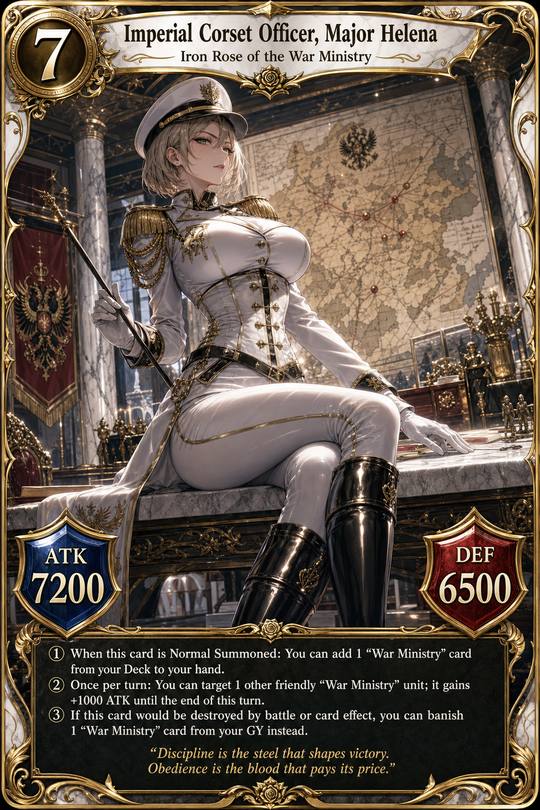 7
Imperial Corset Officer, Major Helena
Iron Rose of the War Ministry
ATK
7200
DEF
6500
① When this card is Normal Summoned: You can add 1 “War Ministry” card
from your Deck to your hand.
② Once per turn: You can target 1 other friendly “War Ministry” unit; it gains
+1000 ATK until the end of this turn.
③ If this card would be destroyed by battle or card effect, you can banish
1 “War Ministry” card from your GY instead.
“Discipline is the steel that shapes victory.
Obedience is the blood that pays its price.”